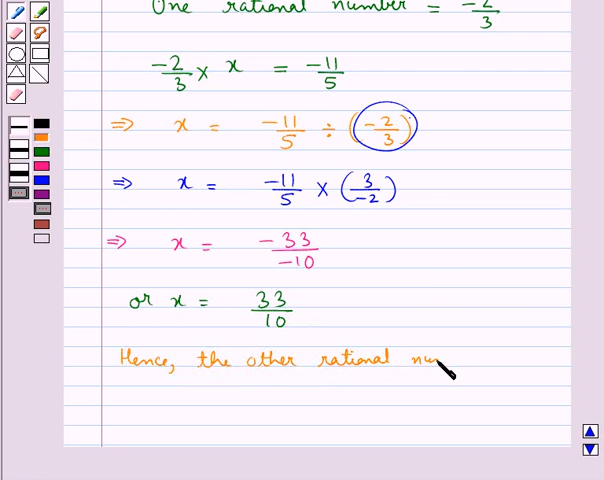 One rational number = -2/3
-2/3 × x = -11/5
⇒ x = -11/5 ÷ (-2/3)
⇒ x = -11/5 × (3/-2)
⇒ x = -33/-10
or x = 33/10
Hence, the other rational nu